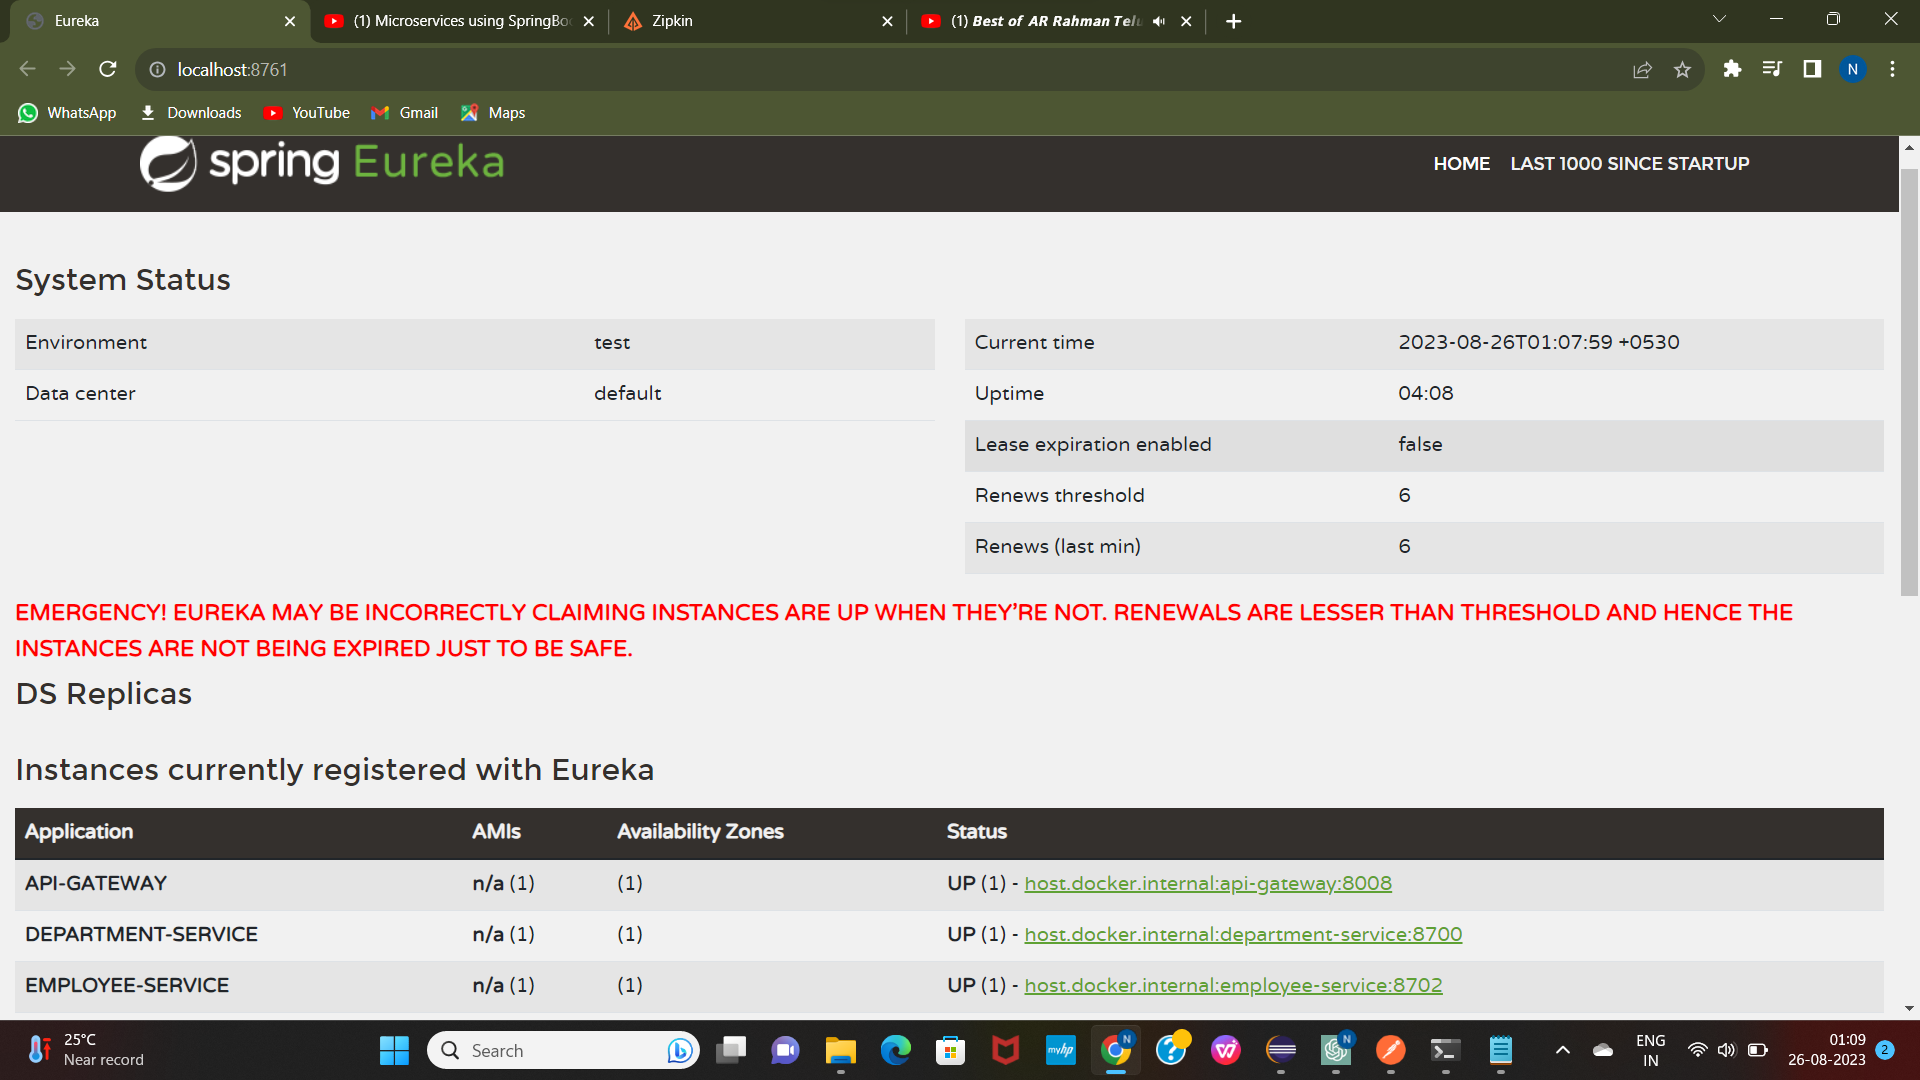 Eureka
(1) Microservices using SpringBoo
Zipkin
(1) Best of AR Rahman Telu
localhost:8761
N
WhatsApp
Downloads
YouTube
Gmail
Maps
spring Eureka
HOME
LAST 1000 SINCE STARTUP
System Status
Environment test
Data center default
Current time 2023-08-26T01:07:59 +0530
Uptime 04:08
Lease expiration enabled false
Renews threshold 6
Renews (last min) 6
EMERGENCY! EUREKA MAY BE INCORRECTLY CLAIMING INSTANCES ARE UP WHEN THEY'RE NOT. RENEWALS ARE LESSER THAN THRESHOLD AND HENCE THE
INSTANCES ARE NOT BEING EXPIRED JUST TO BE SAFE.
DS Replicas
Instances currently registered with Eureka
Application AMIs Availability Zones Status
API-GATEWAY n/a (1) (1) UP (1) - host.docker.internal:api-gateway:8008
DEPARTMENT-SERVICE n/a (1) (1) UP (1) - host.docker.internal:department-service:8700
EMPLOYEE-SERVICE n/a (1) (1) UP (1) - host.docker.internal:employee-service:8702
25°C
Near record
Search
myhp
N
N
ENG
IN
01:09
26-08-2023
2